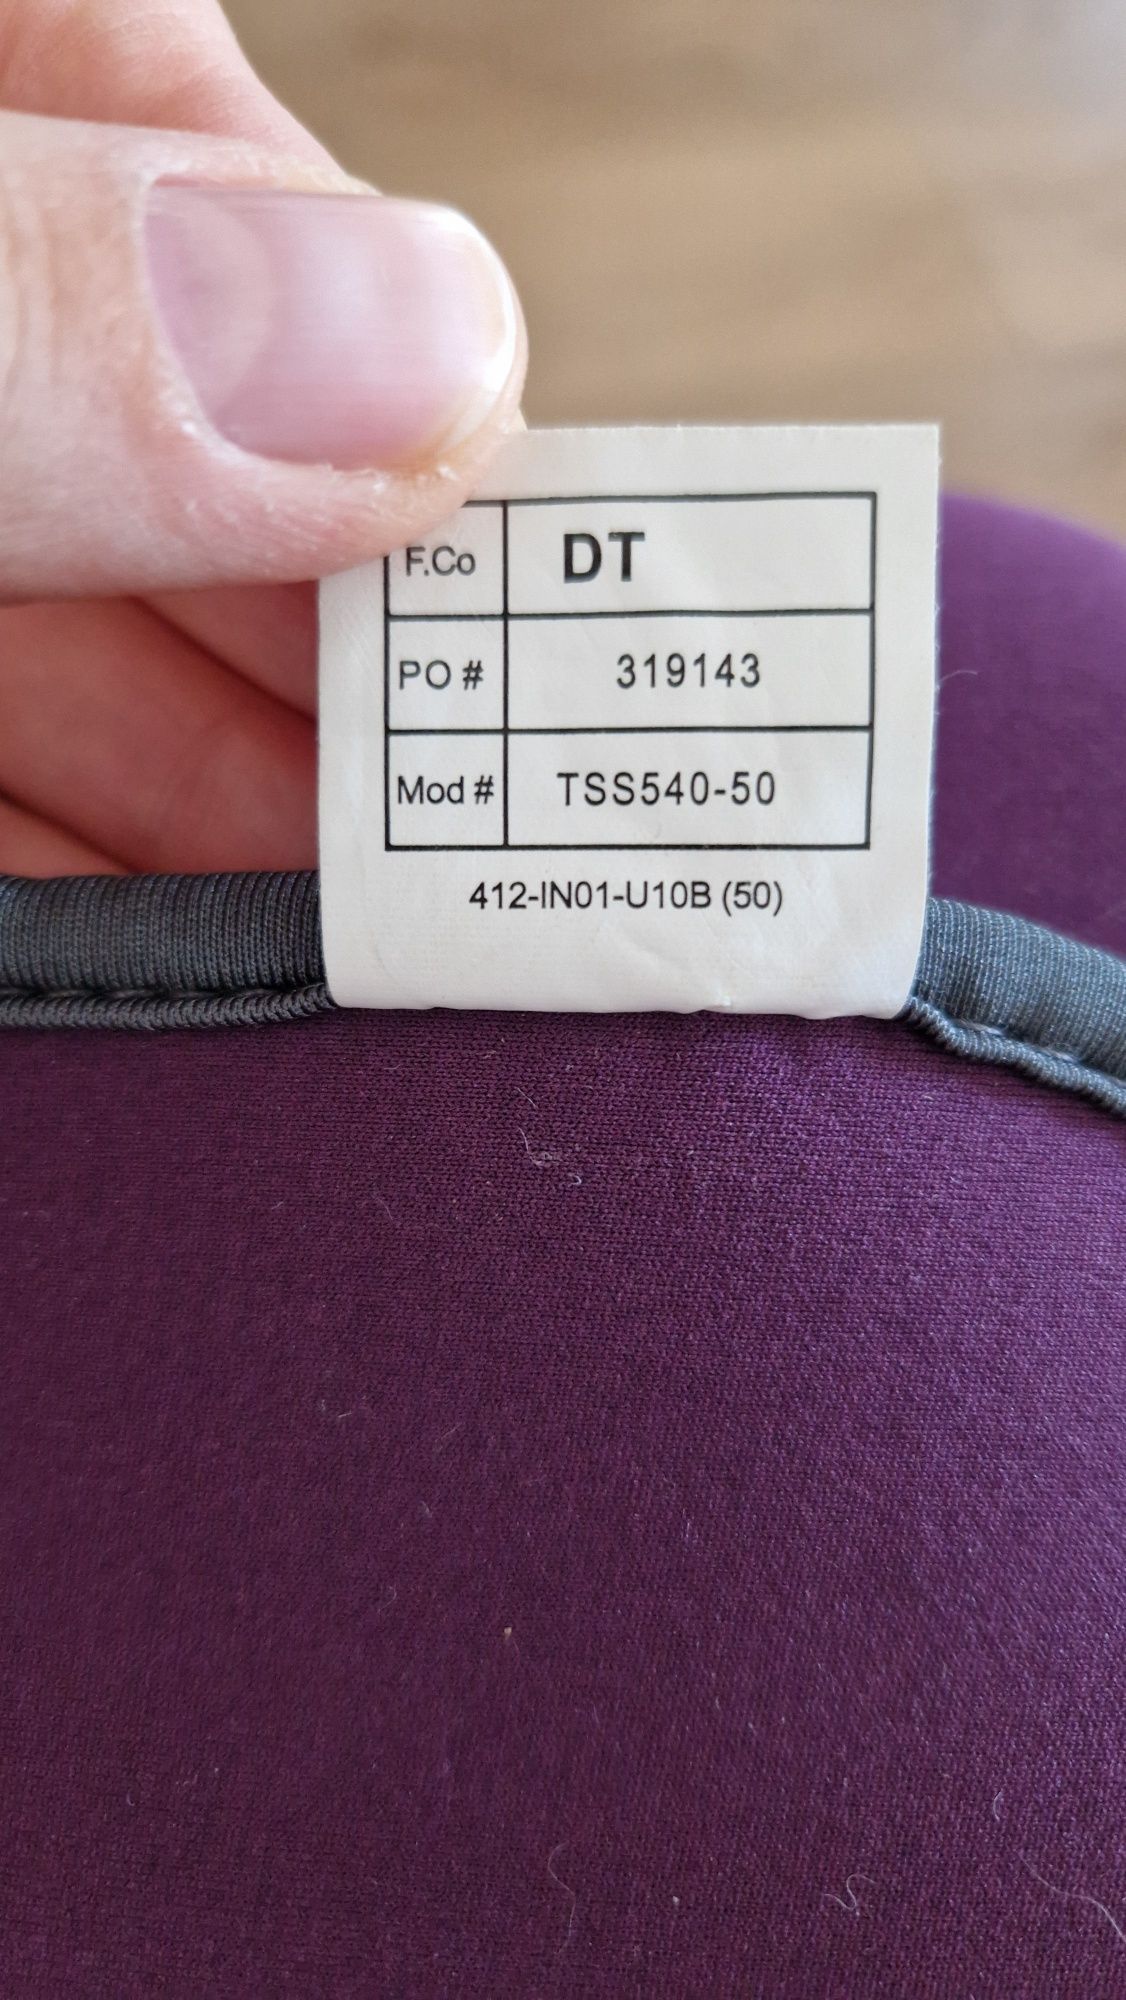 F.Co DT
PO # 319143
Mod # TSS540-50
412-IN01-U10B (50)